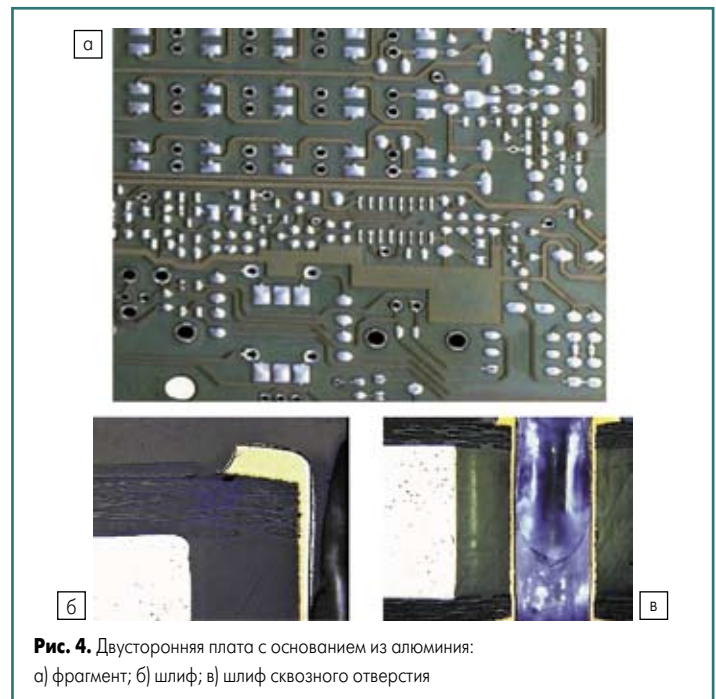 а
б
в
Рис. 4. Двусторонняя плата с основанием из алюминия:
а) фрагмент; б) шлиф; в) шлиф сквозного отверстия